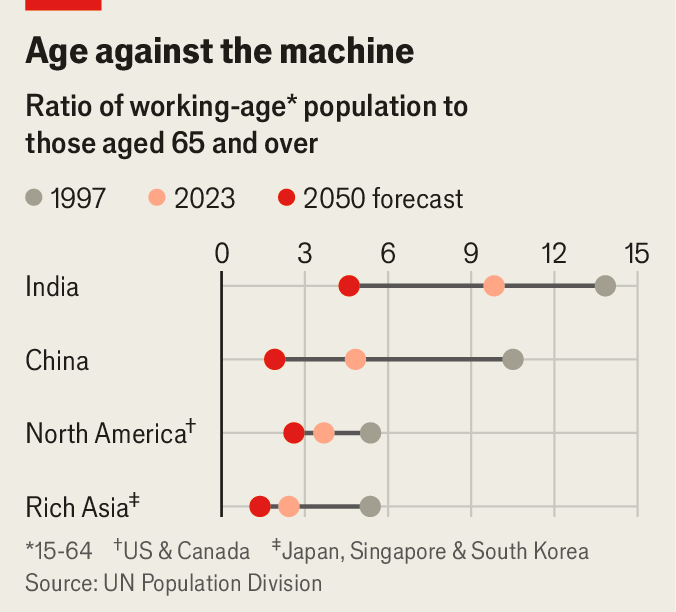 Age against the machine
Ratio of working-age* population to
those aged 65 and over
1997 2023 2050 forecast
0 3 6 9 12 15
India
China
North America†
Rich Asia‡
*15-64 †US & Canada ‡Japan, Singapore & South Korea
Source: UN Population Division